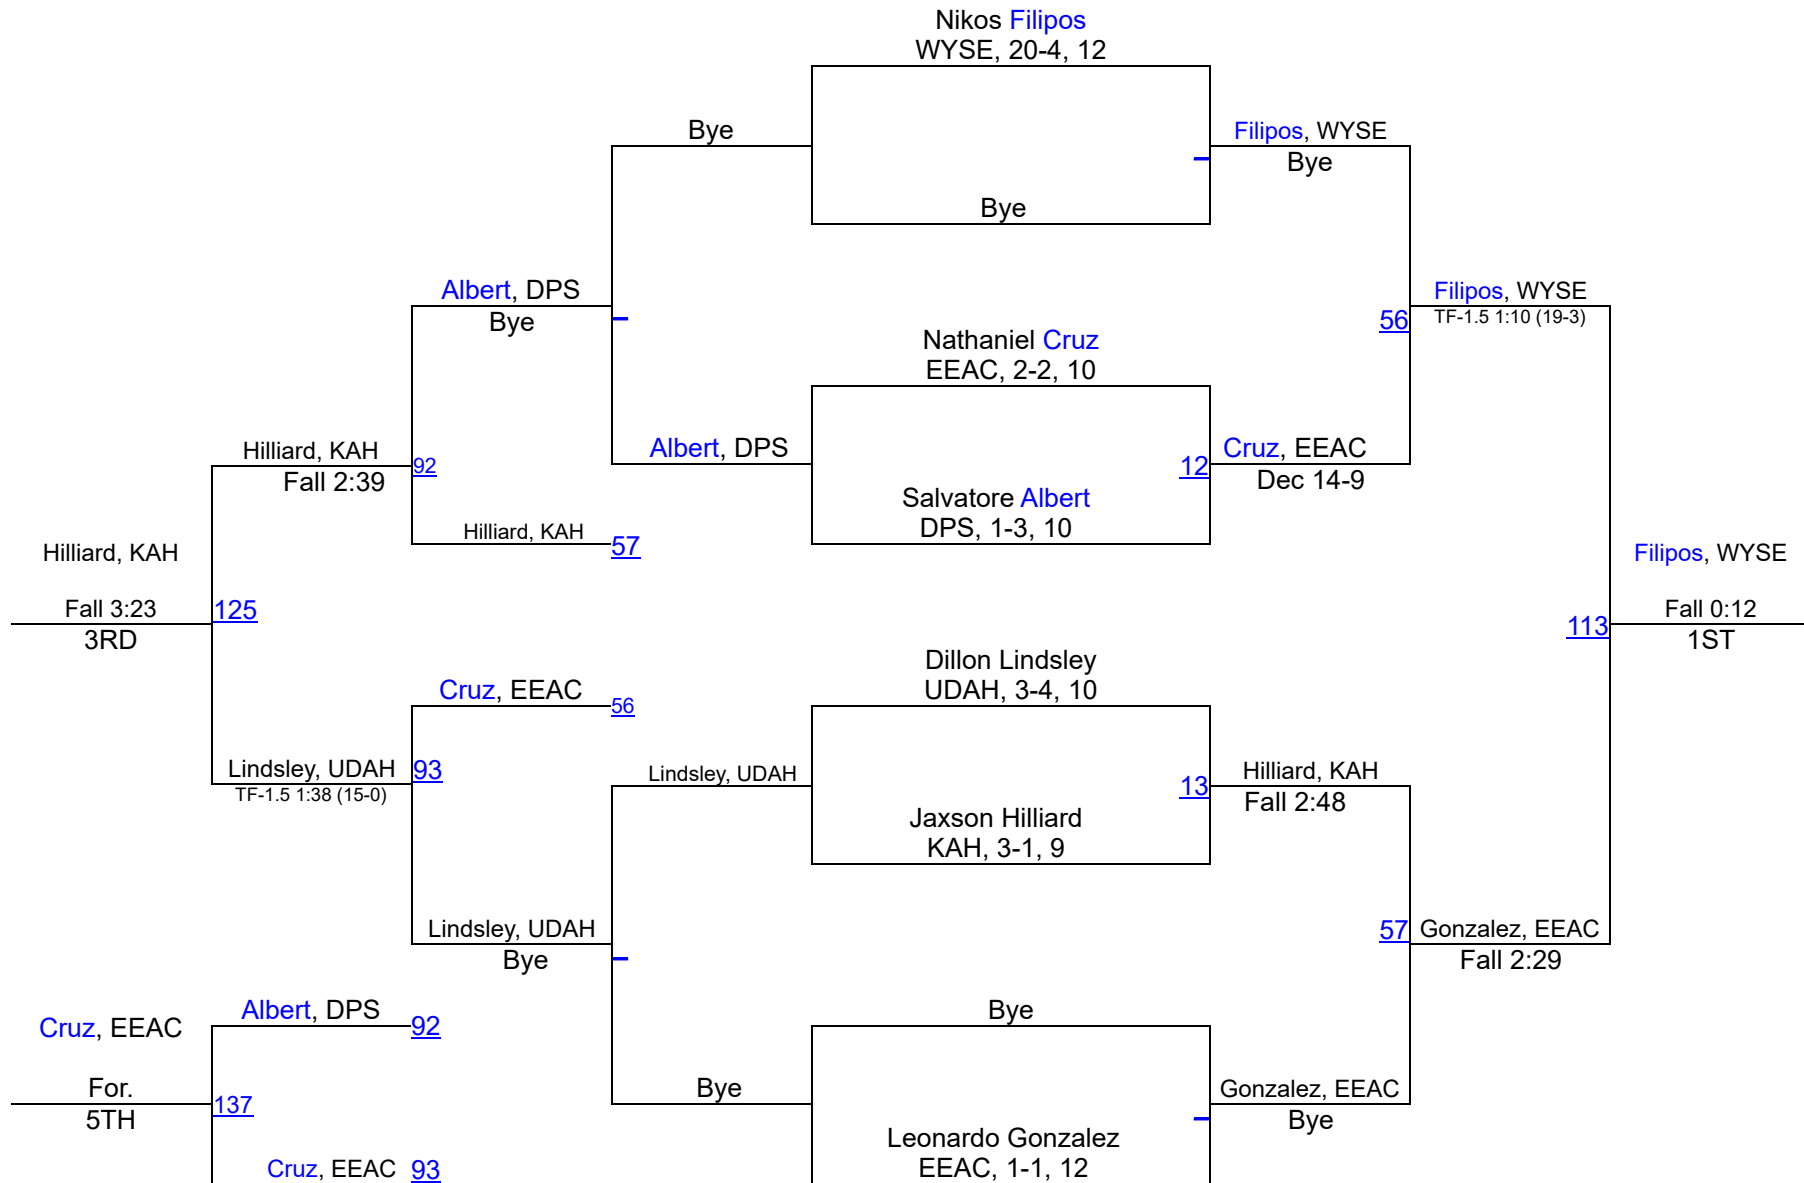 Nikos Filipos
WYSE, 20-4, 12
Bye
Filipos, WYSE
Bye
Bye
Albert, DPS
Bye
Filipos, WYSE
56
TF-1.5 1:10 (19-3)
Nathaniel Cruz
EEAC, 2-2, 10
Hilliard, KAH
92
Fall 2:39
Albert, DPS
12
Cruz, EEAC
Dec 14-9
Salvatore Albert
DPS, 1-3, 10
Hilliard, KAH
57
Hilliard, KAH
Filipos, WYSE
Fall 3:23
125
3RD
113
Fall 0:12
1ST
Dillon Lindsley
UDAH, 3-4, 10
Cruz, EEAC
56
Lindsley, UDAH
93
TF-1.5 1:38 (15-0)
Lindsley, UDAH
13
Hilliard, KAH
Fall 2:48
Jaxson Hilliard
KAH, 3-1, 9
Lindsley, UDAH
Bye
57
Gonzalez, EEAC
Fall 2:29
Albert, DPS
92
Cruz, EEAC
Bye
For.
137
5TH
Bye
Gonzalez, EEAC
Bye
Leonardo Gonzalez
EEAC, 1-1, 12
Cruz, EEAC
93